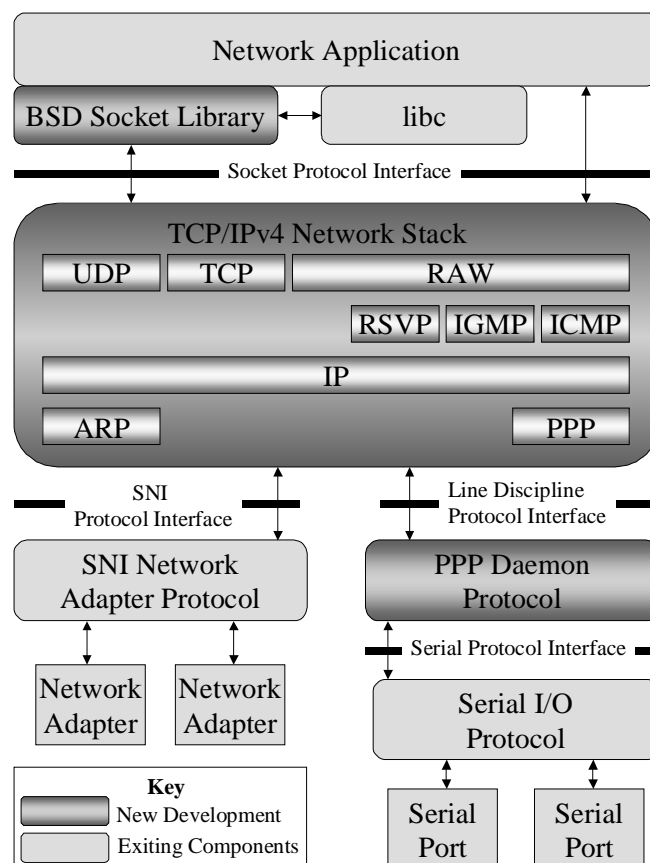 Network Application
BSD Socket Library
libc
Socket Protocol Interface
TCP/IPv4 Network Stack
UDP
TCP
RAW
RSVP
IGMP
ICMP
IP
ARP
PPP
SNI
Protocol Interface
Line Discipline
Protocol Interface
SNI Network
Adapter Protocol
PPP Daemon
Protocol
Serial Protocol Interface
Network
Adapter
Network
Adapter
Serial I/O
Protocol
Serial
Port
Serial
Port
Key
New Development
Exiting Components